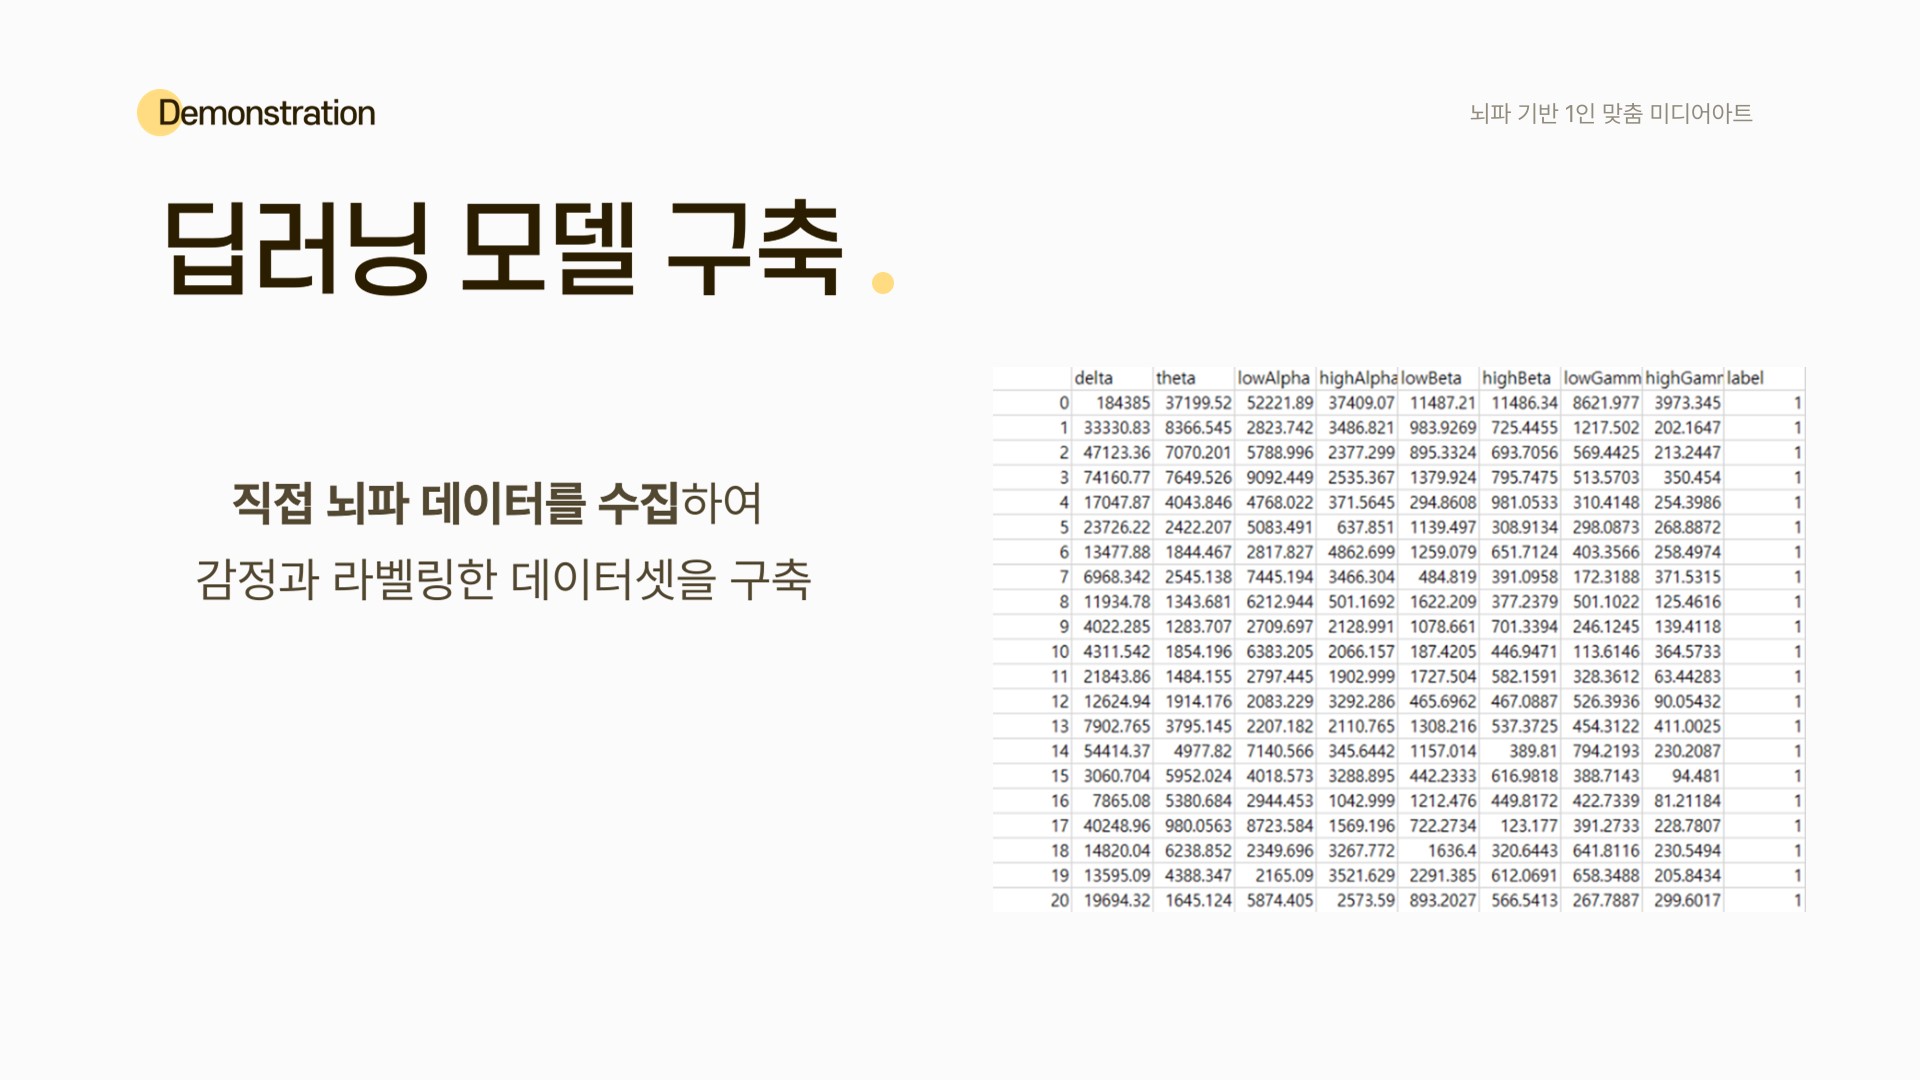 Demonstration
뇌파 기반 1인 맞춤 미디어아트
딥러닝 모델 구축.
직접 뇌파 데이터를 수집하여
감정과 라벨링한 데이터셋을 구축
delta theta lowAlpha highAlpha lowBeta highBeta lowGamm highGamr label
0 184385 37199.52 52221.89 37409.07 11487.21 11486.34 8621.977 3973.345 1
1 33330.83 8366.545 2823.742 3486.821 983.9269 725.4455 1217.502 202.1647 1
2 47123.36 7070.201 5788.996 2377.299 895.3324 693.7056 569.4425 213.2447 1
3 74160.77 7649.526 9092.449 2535.367 1379.924 795.7475 513.5703 350.454 1
4 17047.87 4043.846 4768.022 371.5645 294.8608 981.0533 310.4148 254.3986 1
5 23726.22 2422.207 5083.491 637.851 1139.497 308.9134 298.0873 268.8872 1
6 13477.88 1844.467 2817.827 4862.699 1259.079 651.7124 403.3566 258.4974 1
7 6968.342 2545.138 7445.194 3466.304 484.819 391.0958 172.3188 371.5315 1
8 11934.78 1343.681 6212.944 501.1692 1622.209 377.2379 501.1022 125.4616 1
9 4022.285 1283.707 2709.697 2128.991 1078.661 701.3394 246.1245 139.4118 1
10 4311.542 1854.196 6383.205 2066.157 187.4205 446.9471 113.6146 364.5733 1
11 21843.86 1484.155 2797.445 1902.999 1727.504 582.1591 328.3612 63.44283 1
12 12624.94 1914.176 2083.229 3292.286 465.6962 467.0887 526.3936 90.05432 1
13 7902.765 3795.145 2207.182 2110.765 1308.216 537.3725 454.3122 411.0025 1
14 54414.37 4977.82 7140.566 345.6442 1157.014 389.81 794.2193 230.2087 1
15 3060.704 5952.024 4018.573 3288.895 442.2333 616.9818 388.7143 94.481 1
16 7865.08 5380.684 2944.453 1042.999 1212.476 449.8172 422.7339 81.21184 1
17 40248.96 980.0563 8723.584 1569.196 722.2734 123.177 391.2733 228.7807 1
18 14820.04 6238.852 2349.696 3267.772 1636.4 320.6443 641.8116 230.5494 1
19 13595.09 4388.347 2165.09 3521.629 2291.385 612.0691 658.3488 205.8434 1
20 19694.32 1645.124 5874.405 2573.59 893.2027 566.5413 267.7887 299.6017 1